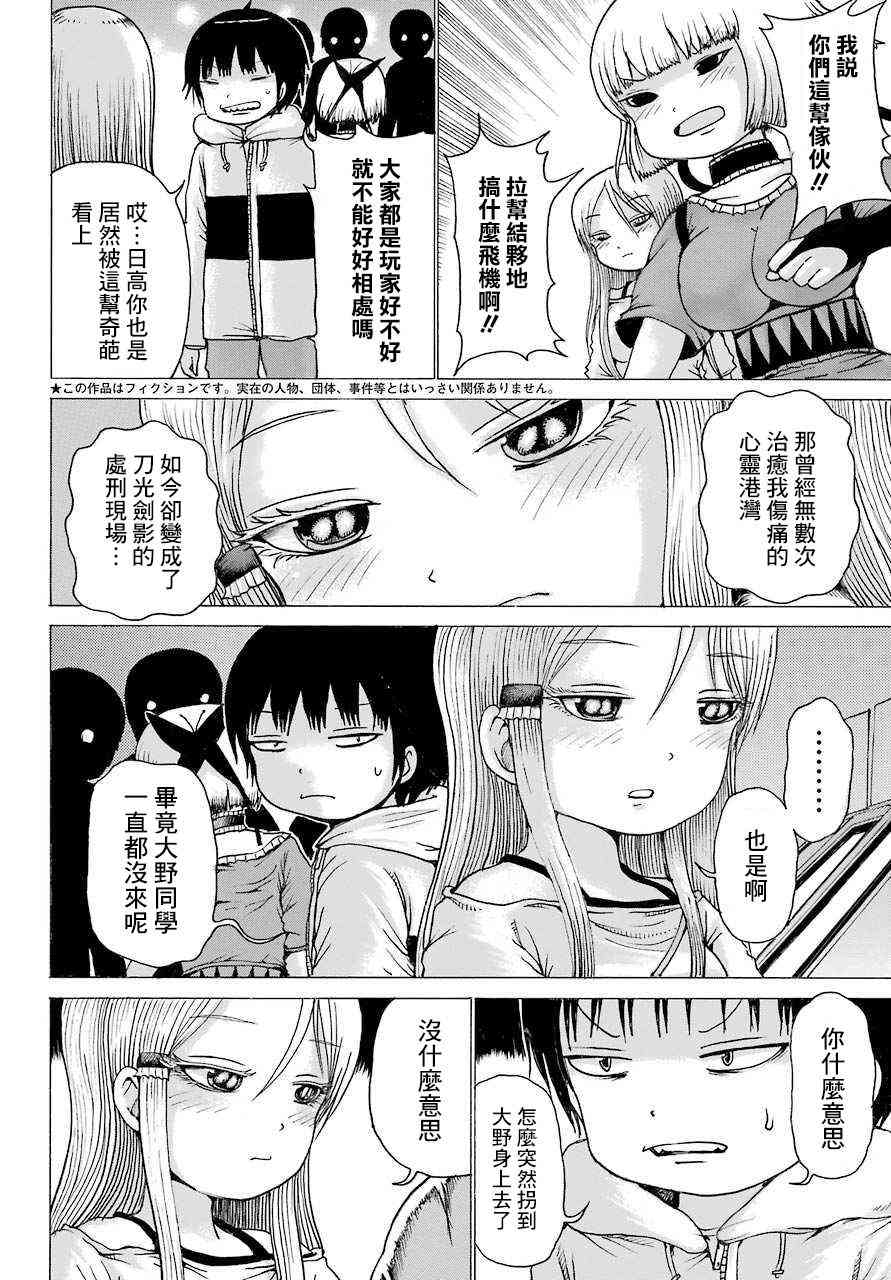 我說
你們這幫傢伙!!
拉幫結夥地
搞什麼飛機啊!!
大家都是玩家好不好
就不能好好相處嗎
哎…日高你也是
居然被這幫奇葩
看上
★この作品はフィクションです。実在の人物、団体、事件等とはいっさい関係ありません。
那曾經無數次
治癒我傷痛的
心靈港灣
如今卻變成了
刀光劍影的
處刑現場…
………
也是啊
畢竟大野同學
一直都沒來呢
你什麼意思
怎麼突然拐到
大野身上去了
沒什麼意思